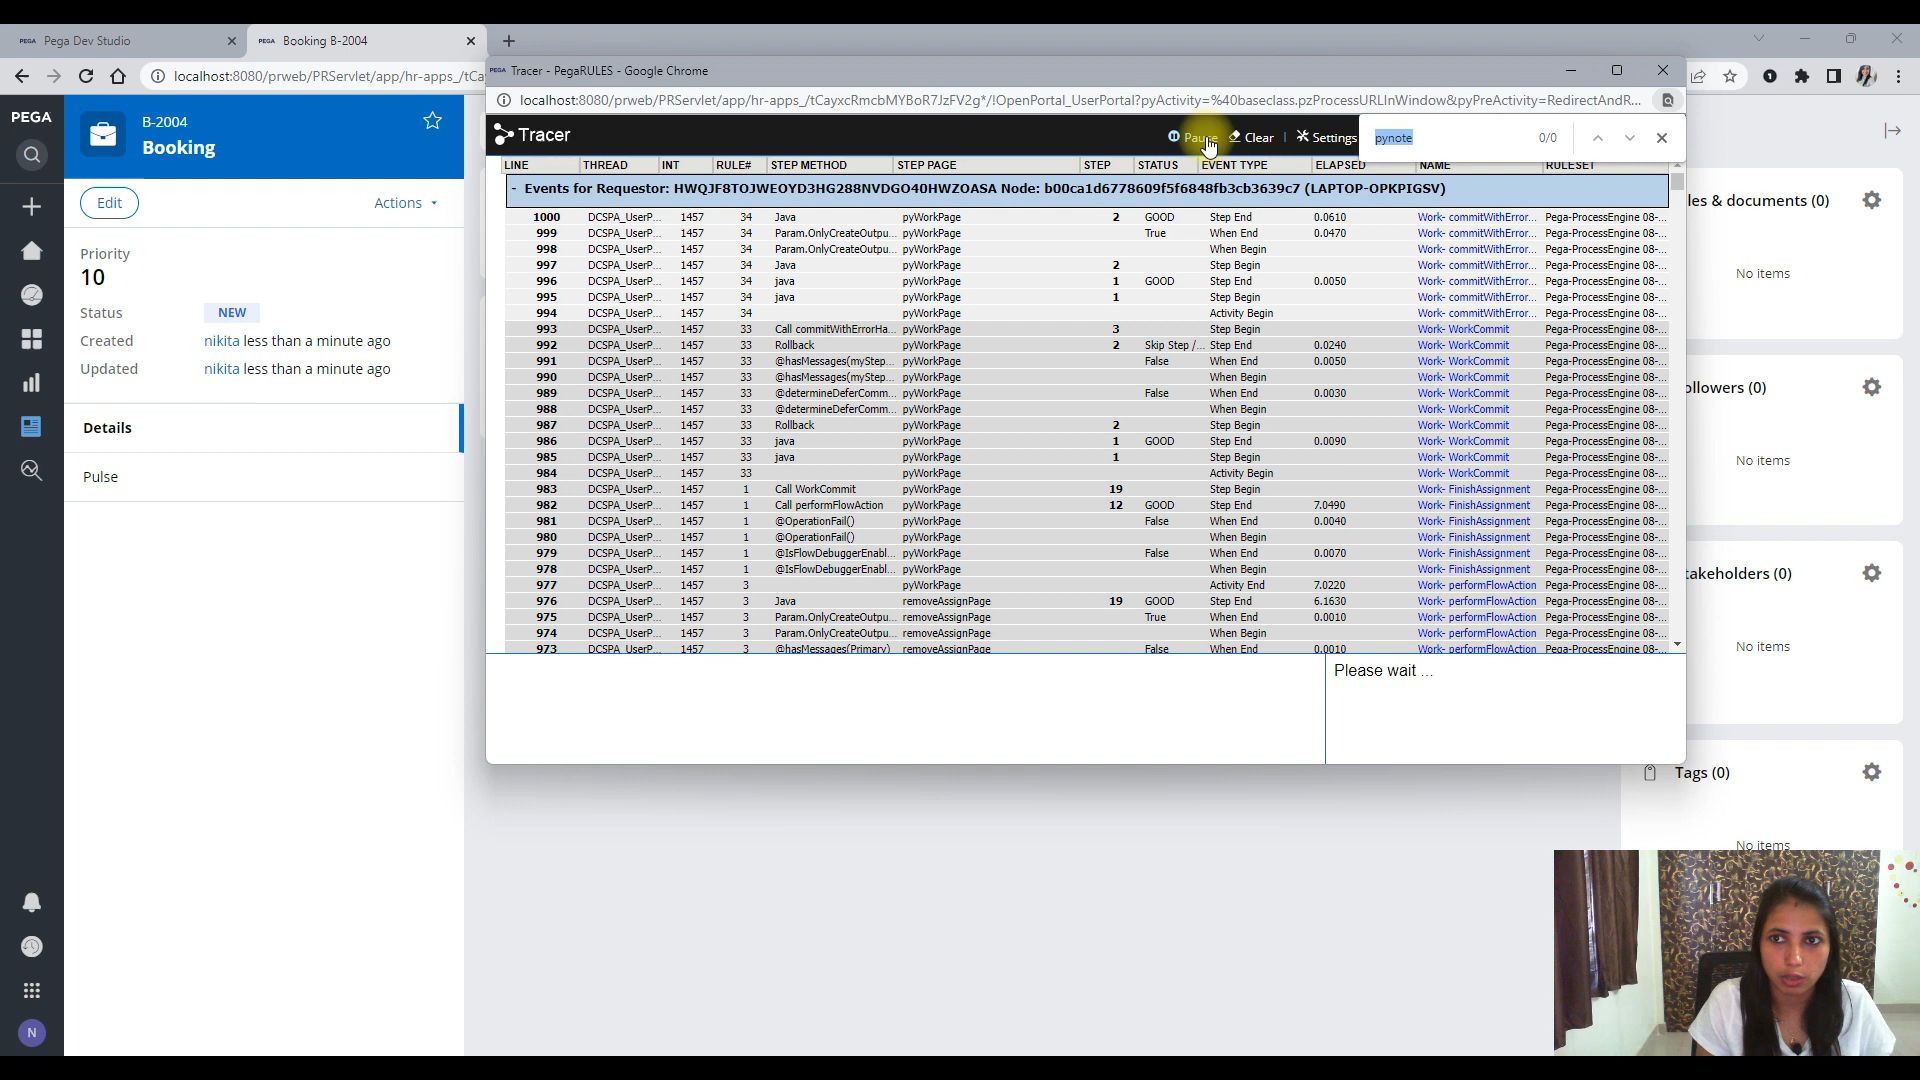 PEGA Pega Dev Studio
PEGA Booking B-2004
localhost:8080/prweb/PRServlet/app/hr-apps_/tCa
PEGA Tracer - PegaRULES - Google Chrome
localhost:8080/prweb/PRServlet/app/hr-apps_/tCayxcRmcbMYBoR7JzFV2g*/!OpenPortal_UserPortal?pyActivity=%40baseclass.pzProcessURLInWindow&pyPreActivity=RedirectAndR...
PEGA
B-2004
Booking
Edit
Actions
Priority
10
Status NEW
Created nikita less than a minute ago
Updated nikita less than a minute ago
Details
Pulse
N
Tracer
Pause Clear Settings
pynote 0/0
LINE THREAD INT RULE# STEP METHOD STEP PAGE STEP STATUS EVENT TYPE ELAPSED NAME RULESET
- Events for Requestor: HWQJF8TOJWEOYD3HG288NVDGO40HWZOASA Node: b00ca1d6778609f5f6848fb3cb3639c7 (LAPTOP-OPKPIGSV)
1000 DCSPA_UserP... 1457 34 Java pyWorkPage 2 GOOD Step End 0.0610 Work- commitWithError... Pega-ProcessEngine 08-...
999 DCSPA_UserP... 1457 34 Param.OnlyCreateOutpu... pyWorkPage True When End 0.0470 Work- commitWithError... Pega-ProcessEngine 08-...
998 DCSPA_UserP... 1457 34 Param.OnlyCreateOutpu... pyWorkPage When Begin Work- commitWithError... Pega-ProcessEngine 08-...
997 DCSPA_UserP... 1457 34 Java pyWorkPage 2 Step Begin Work- commitWithError... Pega-ProcessEngine 08-...
996 DCSPA_UserP... 1457 34 java pyWorkPage 1 GOOD Step End 0.0050 Work- commitWithError... Pega-ProcessEngine 08-...
995 DCSPA_UserP... 1457 34 java pyWorkPage 1 Step Begin Work- commitWithError... Pega-ProcessEngine 08-...
994 DCSPA_UserP... 1457 34 pyWorkPage Activity Begin Work- commitWithError... Pega-ProcessEngine 08-...
993 DCSPA_UserP... 1457 33 Call commitWithErrorHa... pyWorkPage 3 Step Begin Work- WorkCommit Pega-ProcessEngine 08-...
992 DCSPA_UserP... 1457 33 Rollback pyWorkPage 2 Skip Step /... Step End 0.0240 Work- WorkCommit Pega-ProcessEngine 08-...
991 DCSPA_UserP... 1457 33 @hasMessages(myStep... pyWorkPage False When End 0.0050 Work- WorkCommit Pega-ProcessEngine 08-...
990 DCSPA_UserP... 1457 33 @hasMessages(myStep... pyWorkPage When Begin Work- WorkCommit Pega-ProcessEngine 08-...
989 DCSPA_UserP... 1457 33 @determineDeferComm... pyWorkPage False When End 0.0030 Work- WorkCommit Pega-ProcessEngine 08-...
988 DCSPA_UserP... 1457 33 @determineDeferComm... pyWorkPage When Begin Work- WorkCommit Pega-ProcessEngine 08-...
987 DCSPA_UserP... 1457 33 Rollback pyWorkPage 2 Step Begin Work- WorkCommit Pega-ProcessEngine 08-...
986 DCSPA_UserP... 1457 33 java pyWorkPage 1 GOOD Step End 0.0090 Work- WorkCommit Pega-ProcessEngine 08-...
985 DCSPA_UserP... 1457 33 java pyWorkPage 1 Step Begin Work- WorkCommit Pega-ProcessEngine 08-...
984 DCSPA_UserP... 1457 33 pyWorkPage Activity Begin Work- WorkCommit Pega-ProcessEngine 08-...
983 DCSPA_UserP... 1457 1 Call WorkCommit pyWorkPage 19 Step Begin Work- FinishAssignment Pega-ProcessEngine 08-...
982 DCSPA_UserP... 1457 1 Call performFlowAction pyWorkPage 12 GOOD Step End 7.0490 Work- FinishAssignment Pega-ProcessEngine 08-...
981 DCSPA_UserP... 1457 1 @OperationFail() pyWorkPage False When End 0.0040 Work- FinishAssignment Pega-ProcessEngine 08-...
980 DCSPA_UserP... 1457 1 @OperationFail() pyWorkPage When Begin Work- FinishAssignment Pega-ProcessEngine 08-...
979 DCSPA_UserP... 1457 1 @IsFlowDebuggerEnabl... pyWorkPage False When End 0.0070 Work- FinishAssignment Pega-ProcessEngine 08-...
978 DCSPA_UserP... 1457 1 @IsFlowDebuggerEnabl... pyWorkPage When Begin Work- FinishAssignment Pega-ProcessEngine 08-...
977 DCSPA_UserP... 1457 3 pyWorkPage Activity End 7.0220 Work- performFlowAction Pega-ProcessEngine 08-...
976 DCSPA_UserP... 1457 3 Java removeAssignPage 19 GOOD Step End 6.1630 Work- performFlowAction Pega-ProcessEngine 08-...
975 DCSPA_UserP... 1457 3 Param.OnlyCreateOutpu... removeAssignPage True When End 0.0010 Work- performFlowAction Pega-ProcessEngine 08-...
974 DCSPA_UserP... 1457 3 Param.OnlyCreateOutpu... removeAssignPage When Begin Work- performFlowAction Pega-ProcessEngine 08-...
973 DCSPA_UserP... 1457 3 @hasMessages(Primary) removeAssignPage False When End 0.0010 Work- performFlowAction Pega-ProcessEngine 08-...
Please wait ...
les & documents (0)
No items
ollowers (0)
No items
takeholders (0)
No items
Tags (0)
No items